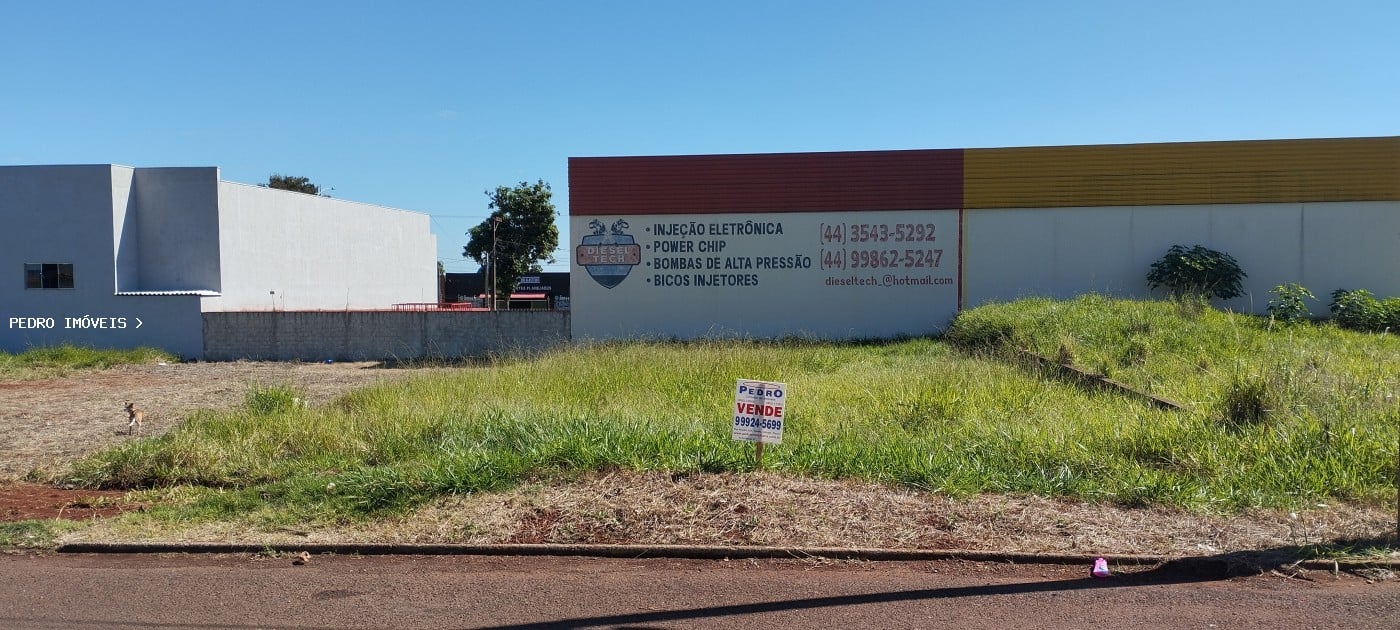 PEDRO IMÓVEIS >
DIESEL
TECH
• INJEÇÃO ELETRÔNICA
• POWER CHIP
• BOMBAS DE ALTA PRESSÃO
• BICOS INJETORES
(44) 3543-5292
(44) 99862-5247
dieseltech_@hotmail.com
PEDRO
VENDE
99924-5699